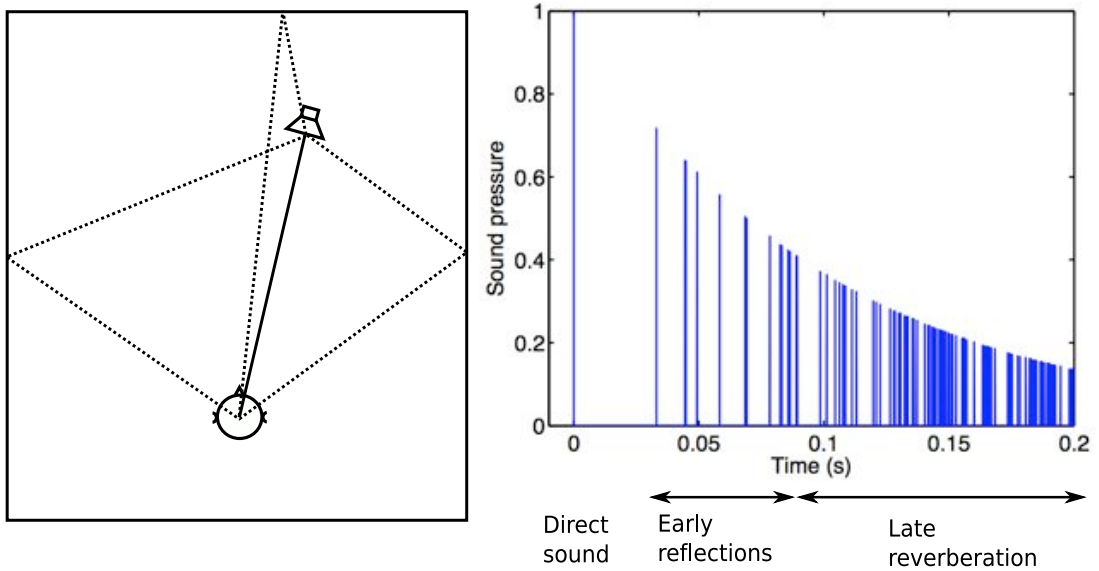 1
0.8
0.6
0.4
0.2
0
Sound pressure
0 0.05 0.1 0.15 0.2
Time (s)
Direct
sound
Early
reflections
Late
reverberation